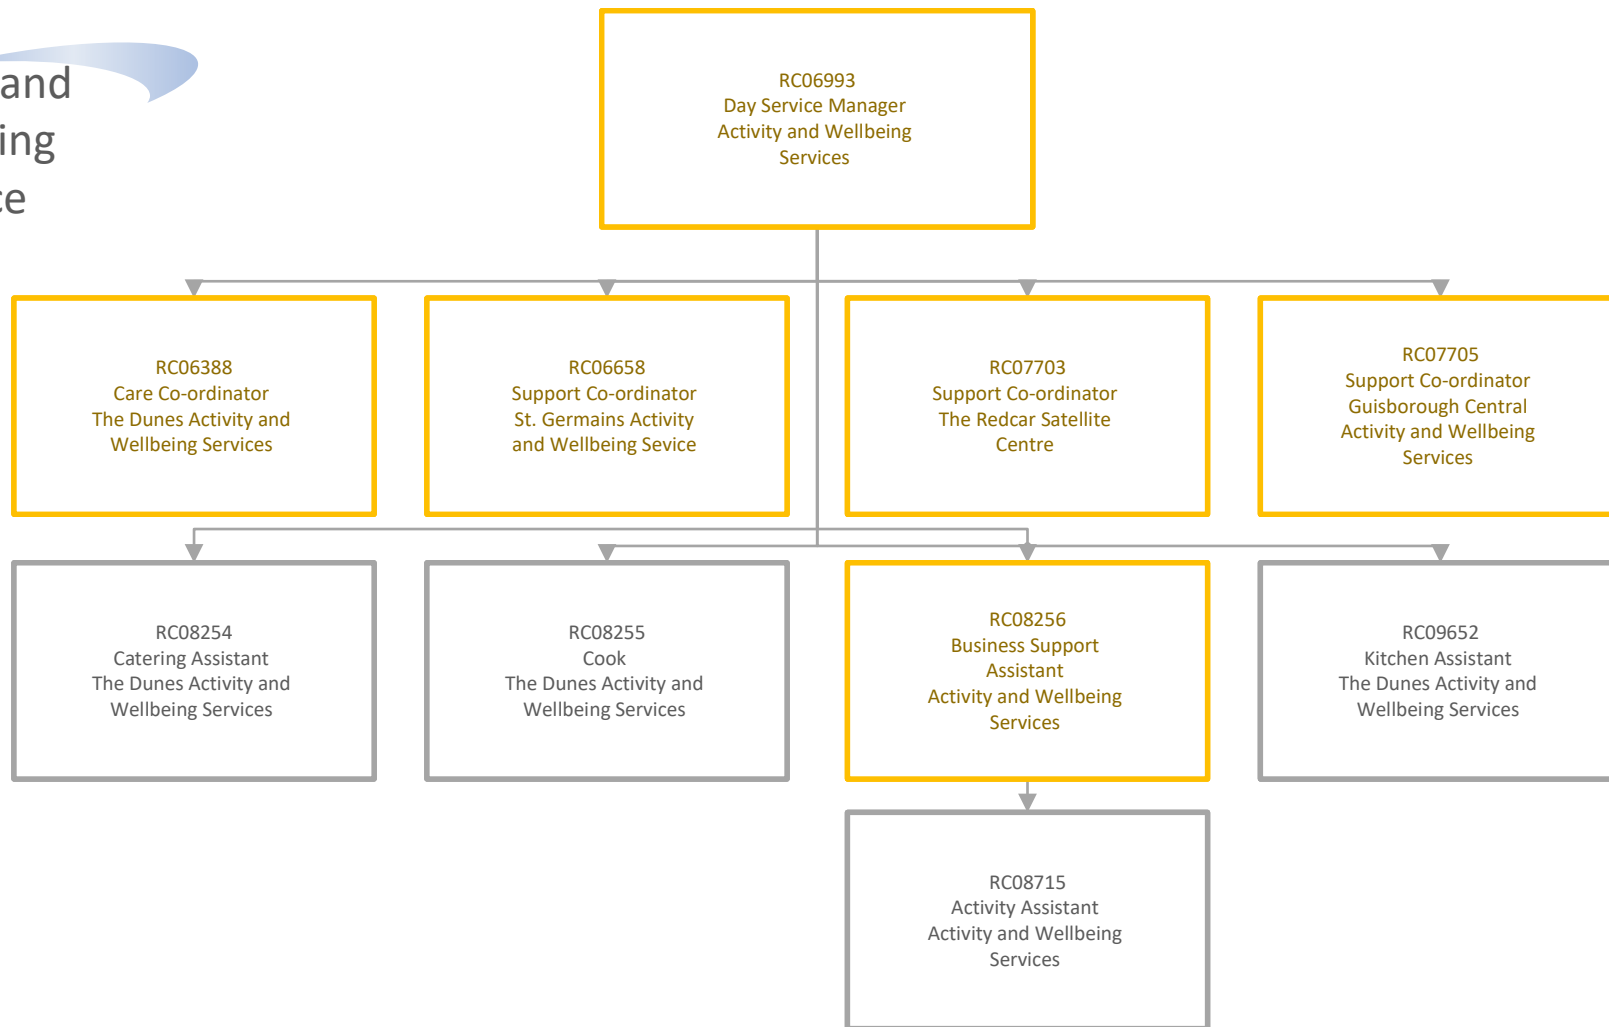 and
ing
ce
RC06993
Day Service Manager
Activity and Wellbeing
Services
RC06388
Care Co-ordinator
The Dunes Activity and
Wellbeing Services
RC06658
Support Co-ordinator
St. Germains Activity
and Wellbeing Sevice
RC07703
Support Co-ordinator
The Redcar Satellite
Centre
RC07705
Support Co-ordinator
Guisborough Central
Activity and Wellbeing
Services
RC08254
Catering Assistant
The Dunes Activity and
Wellbeing Services
RC08255
Cook
The Dunes Activity and
Wellbeing Services
RC08256
Business Support
Assistant
Activity and Wellbeing
Services
RC09652
Kitchen Assistant
The Dunes Activity and
Wellbeing Services
RC08715
Activity Assistant
Activity and Wellbeing
Services